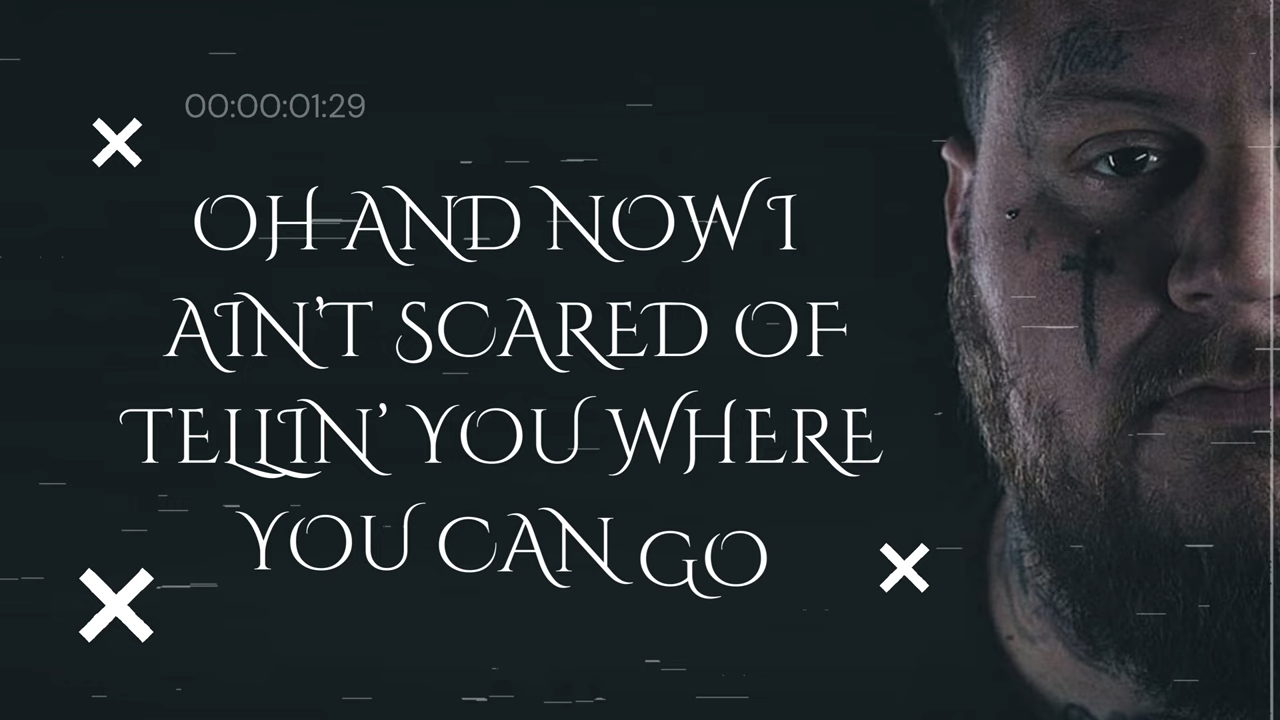 00:00:01:29
OH AND NOW I
AIN'T SCARED OF
TELLIN' YOU WHERE
YOU CAN GO